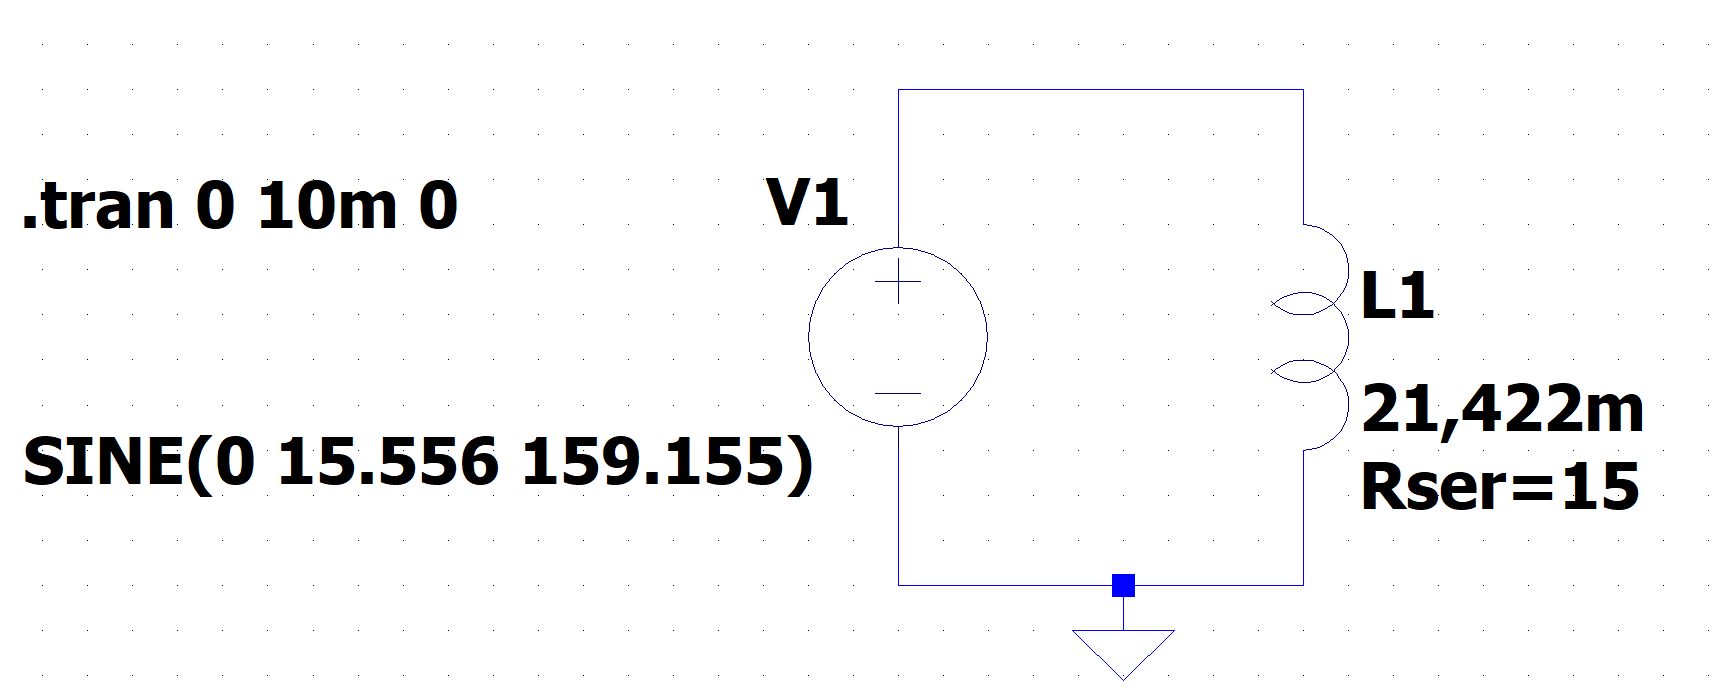 .tran 0 10m 0
V1
L1
21,422m
SINE(0 15.556 159.155)
Rser=15